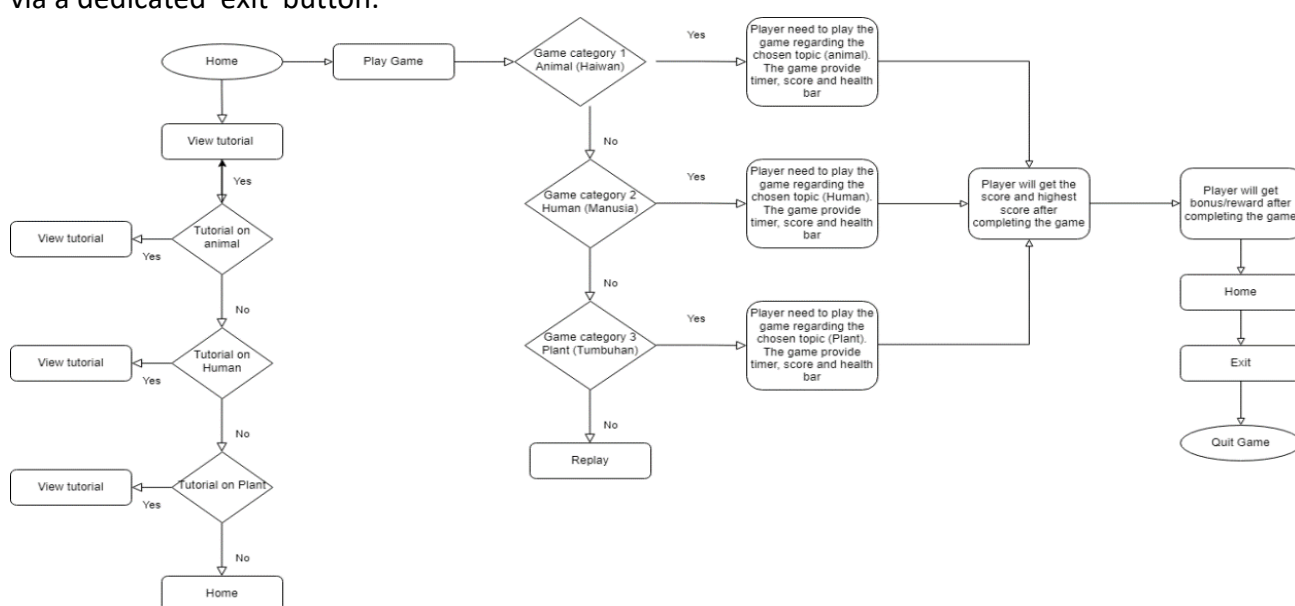 via a dedicated 'exit' button.
Home
Play Game
Game category 1
Animal (Haiwan)
Yes
Player need to play the
game regarding the
chosen topic (animal).
The game provide
timer, score and health
bar
View tutorial
No
Yes
Tutorial on
animal
View tutorial
Yes
Game category 2
Human (Manusia)
Yes
Player need to play the
game regarding the
chosen topic (Human).
The game provide
timer, score and health
bar
Player will get the
score and highest
score after
completing the game
Player will get
bonus/reward after
completing the game
No
No
Home
Tutorial on
Human
View tutorial
Yes
Game category 3
Plant (Tumbuhan)
Yes
Player need to play the
game regarding the
chosen topic (Plant).
The game provide
timer, score and health
bar
Exit
No
No
Quit Game
Replay
Tutorial on Plant
View tutorial
Yes
No
Home